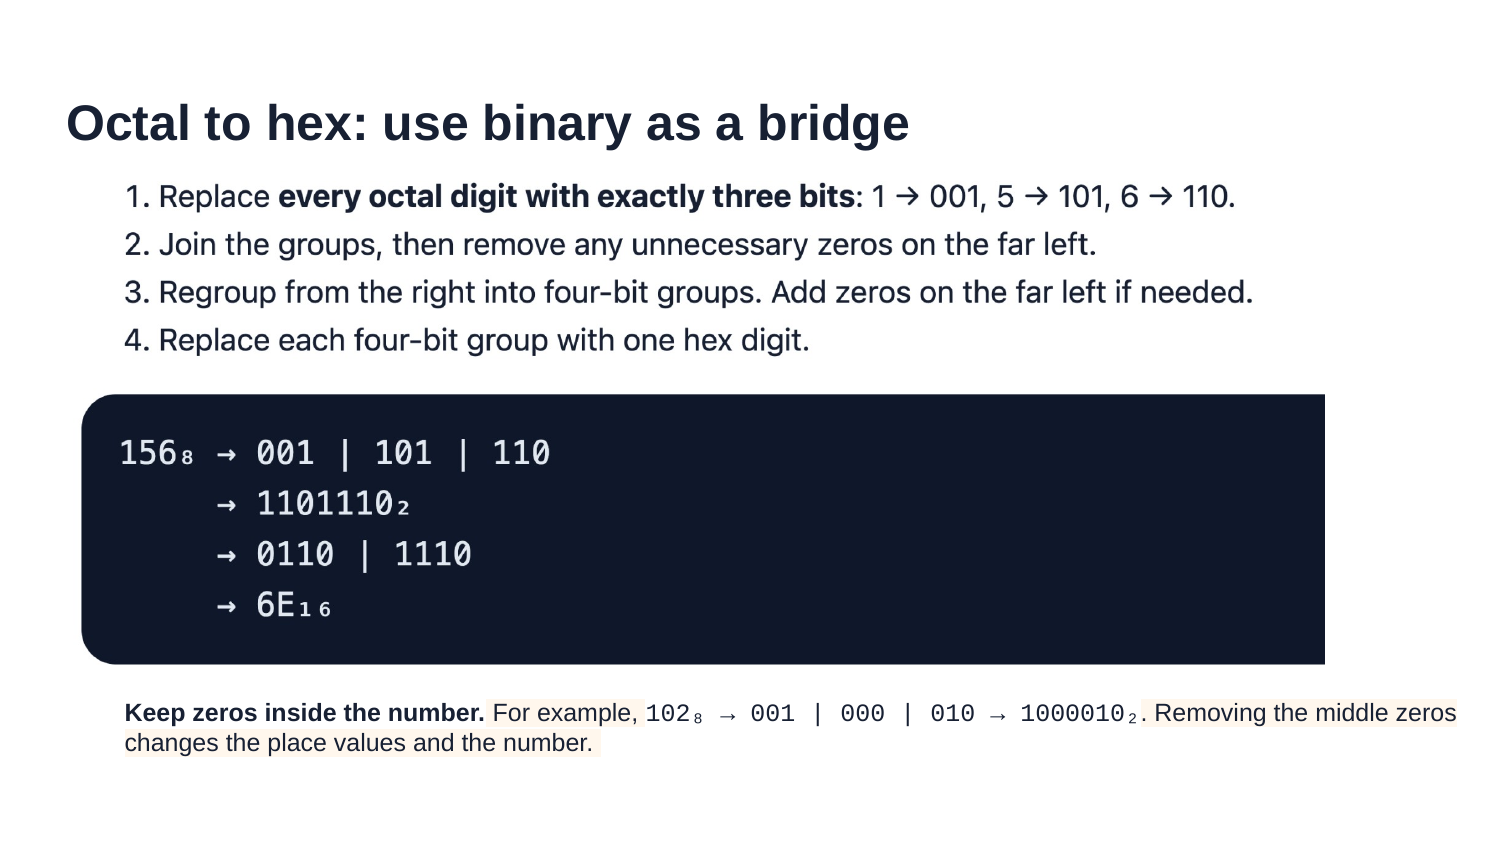 Octal to hex: use binary as a bridge
1. Replace every octal digit with exactly three bits: 1 → 001, 5 → 101, 6 → 110.
2. Join the groups, then remove any unnecessary zeros on the far left.
3. Regroup from the right into four-bit groups. Add zeros on the far left if needed.
4. Replace each four-bit group with one hex digit.
156₈ → 001 | 101 | 110
→ 1101110₂
→ 0110 | 1110
→ 6E₁₆
Keep zeros inside the number. For example, 102₈ → 001 | 000 | 010 → 1000010₂. Removing the middle zeros
changes the place values and the number.